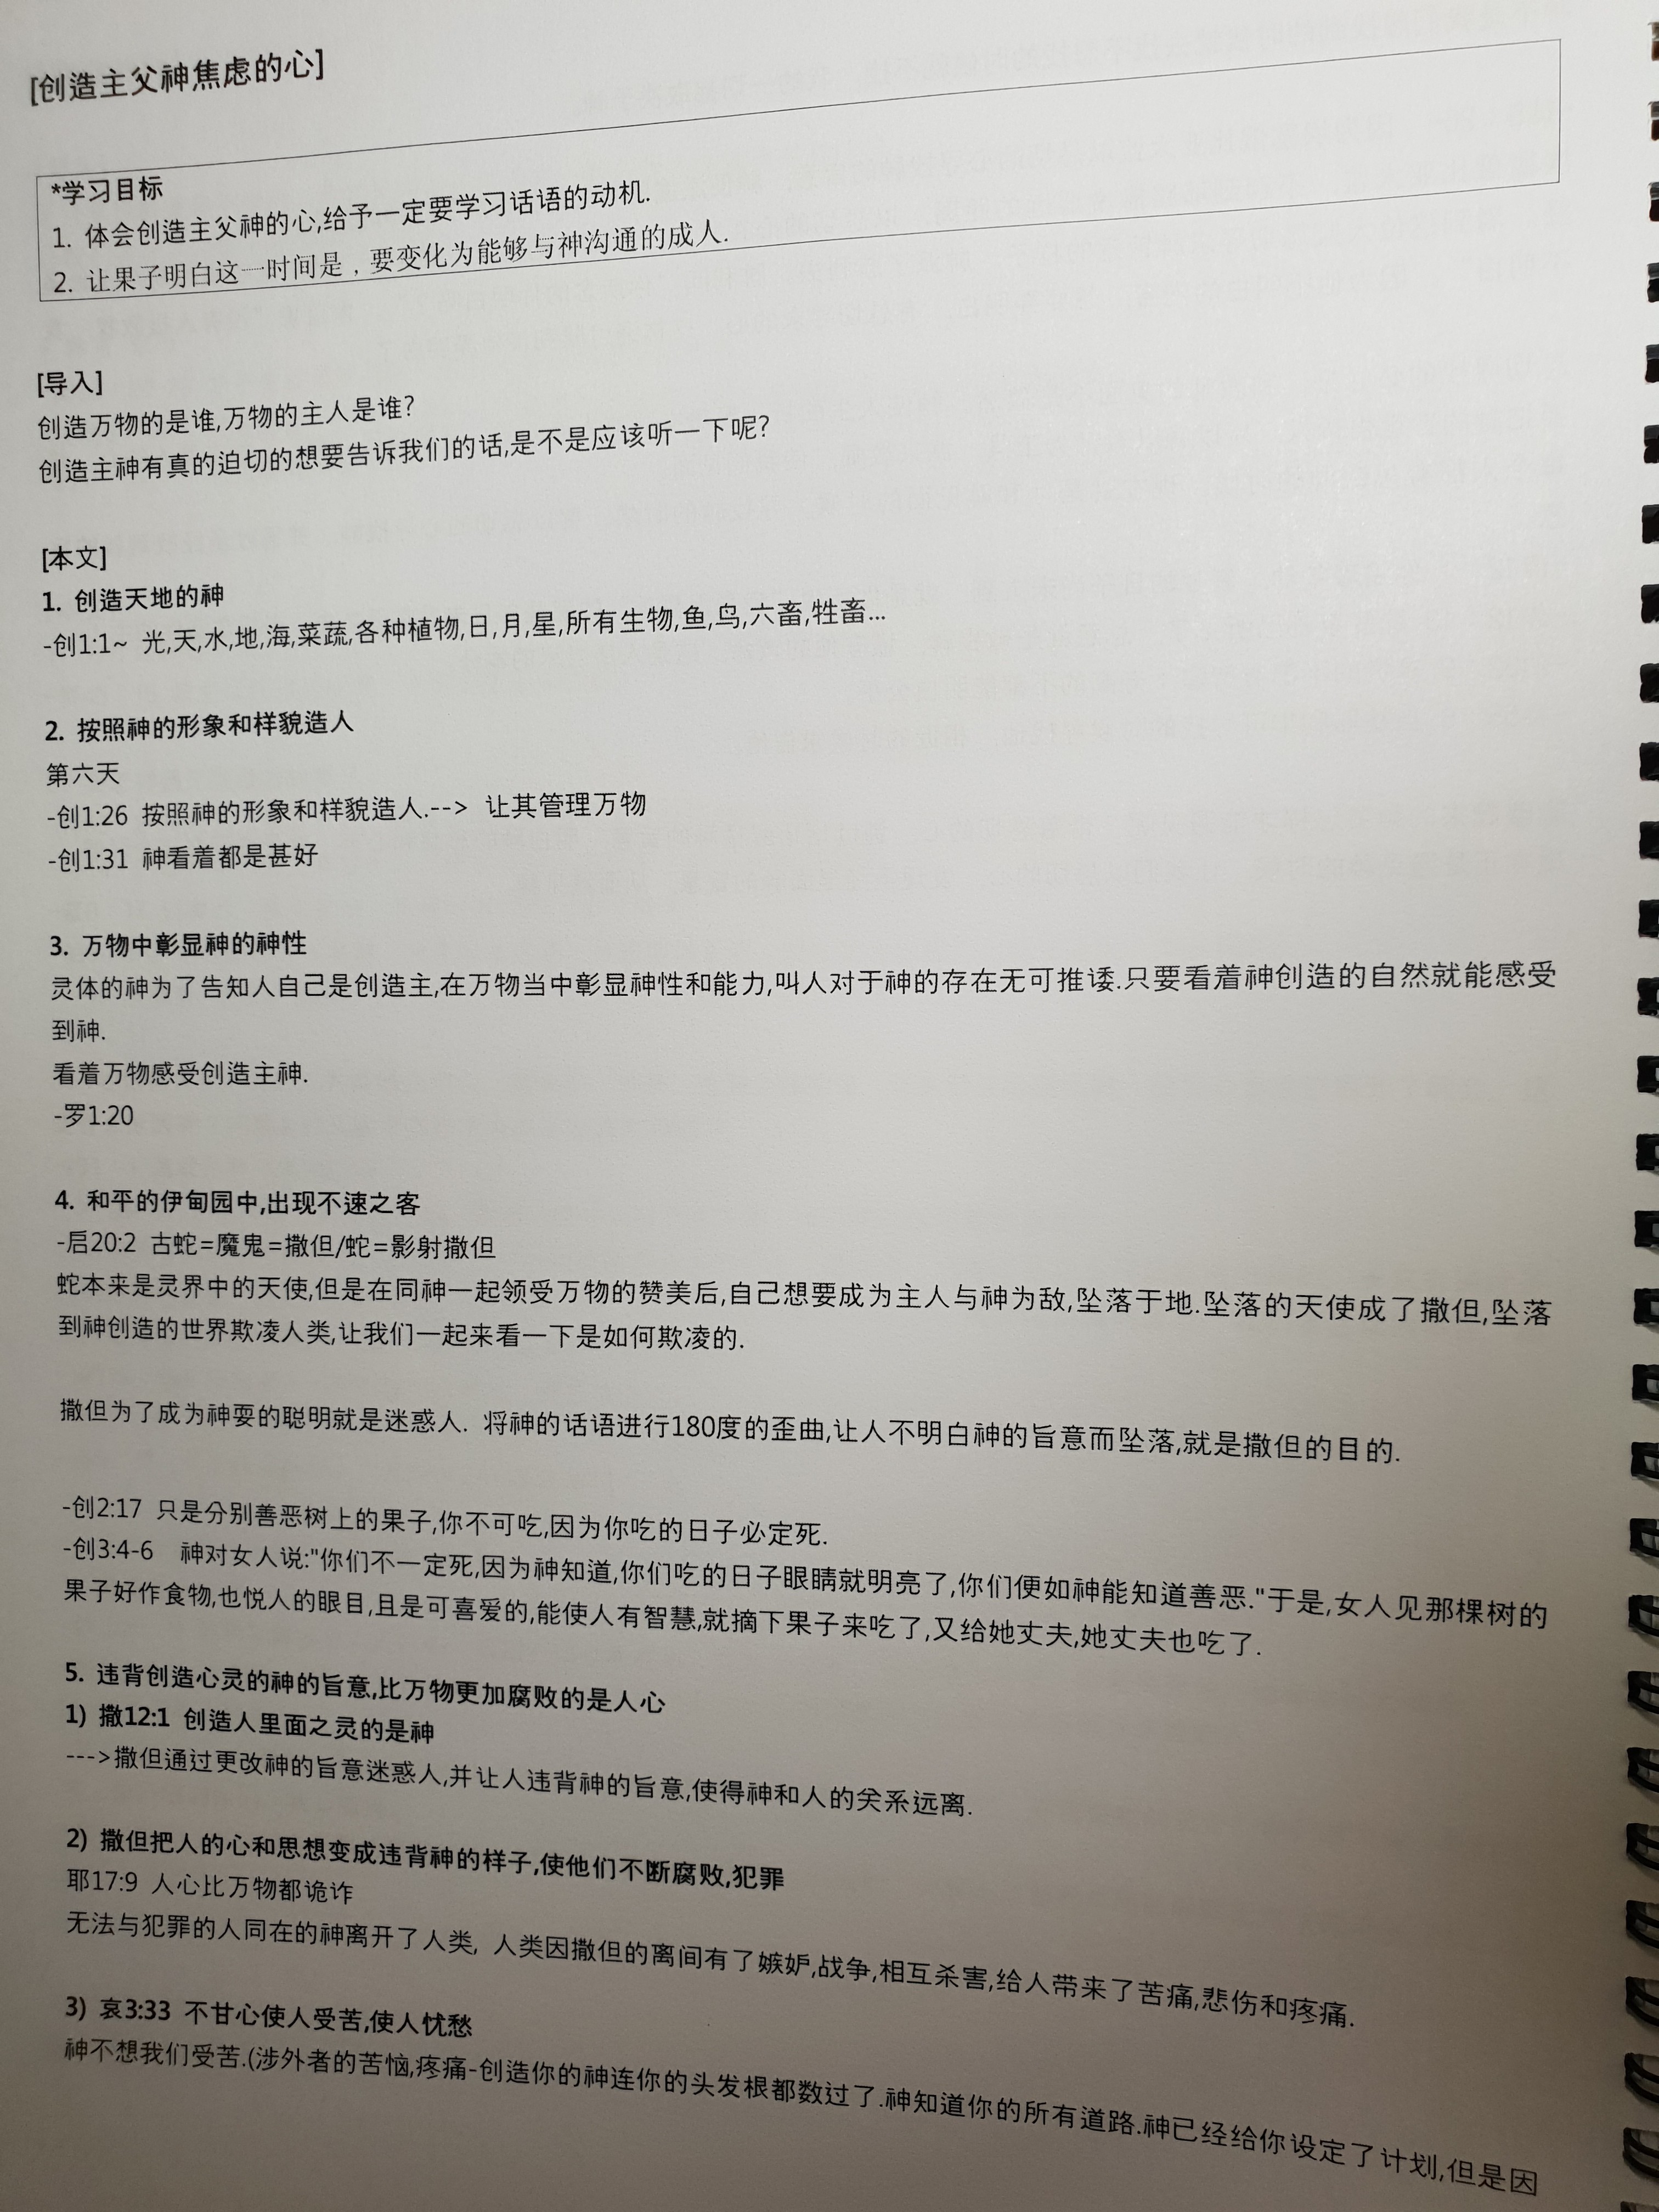 [创造主父神焦虑的心]
*学习目标
1. 体会创造主父神的心,给予一定要学习话语的动机.
2. 让果子明白这一时间是，要变化为能够与神沟通的成人.
[导入]
创造万物的是谁,万物的主人是谁?
创造主神有真的迫切的想要告诉我们的话,是不是应该听一下呢?
[本文]
1. 创造天地的神
-创1:1~ 光,天,水,地,海,菜蔬,各种植物,日,月,星,所有生物,鱼,鸟,六畜,牲畜...
2. 按照神的形象和样貌造人
第六天
-创1:26 按照神的形象和样貌造人.--> 让其管理万物
-创1:31 神看着都是甚好
3. 万物中彰显神的神性
灵体的神为了告知人自己是创造主,在万物当中彰显神性和能力,叫人对于神的存在无可推诿.只要看着神创造的自然就能感受
到神.
看着万物感受创造主神.
-罗1:20
4. 和平的伊甸园中,出现不速之客
-启20:2 古蛇=魔鬼=撒但/蛇=影射撒但
蛇本来是灵界中的天使,但是在同神一起领受万物的赞美后,自己想要成为主人与神为敌,坠落于地.坠落的天使成了撒但,坠落
到神创造的世界欺凌人类,让我们一起来看一下是如何欺凌的.
撒但为了成为神耍的聪明就是迷惑人. 将神的话语进行180度的歪曲,让人不明白神的旨意而坠落,就是撒但的目的.
-创2:17 只是分别善恶树上的果子,你不可吃,因为你吃的日子必定死.
-创3:4-6 神对女人说:"你们不一定死,因为神知道,你们吃的日子眼睛就明亮了,你们便如神能知道善恶."于是,女人见那棵树的
果子好作食物,也悦人的眼目,且是可喜爱的,能使人有智慧,就摘下果子来吃了,又给她丈夫,她丈夫也吃了.
5. 违背创造心灵的神的旨意,比万物更加腐败的是人心
1) 撒12:1 创造人里面之灵的是神
--->撒但通过更改神的旨意迷惑人,并让人违背神的旨意,使得神和人的关系远离.
2) 撒但把人的心和思想变成违背神的样子,使他们不断腐败,犯罪
耶17:9 人心比万物都诡诈
无法与犯罪的人同在的神离开了人类, 人类因撒但的离间有了嫉妒,战争,相互杀害,给人带来了苦痛,悲伤和疼痛.
3) 哀3:33 不甘心使人受苦,使人忧愁
神不想我们受苦.(涉外者的苦恼,疼痛-创造你的神连你的头发根都数过了.神知道你的所有道路.神已经给你设定了计划,但是因